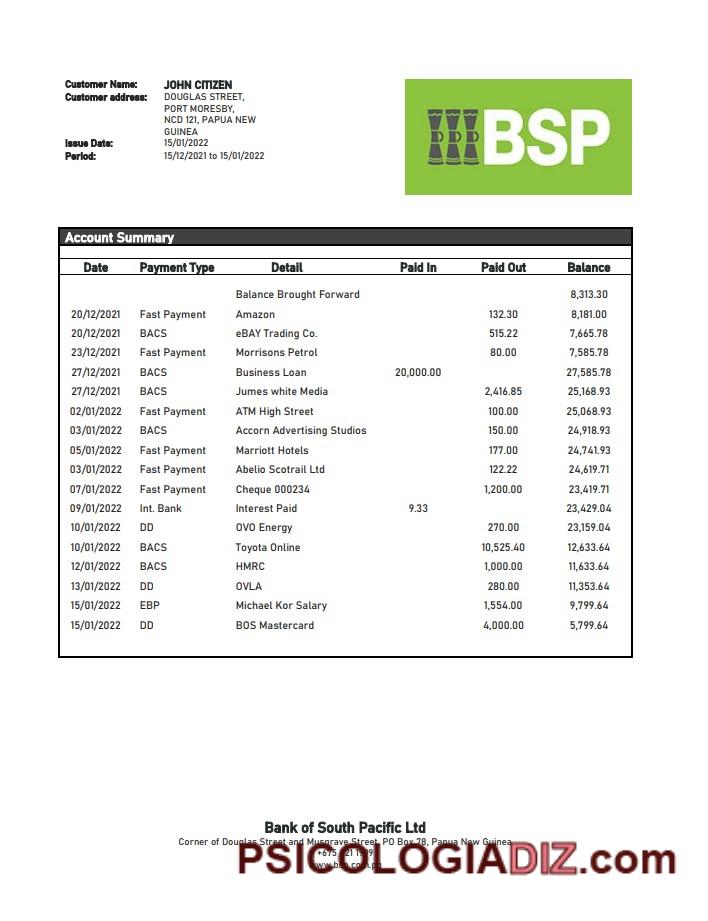 Customer Name: JOHN CITIZEN
Customer address: DOUGLAS STREET,
PORT MORESBY,
NCD 121, PAPUA NEW
GUINEA
Issue Date: 15/01/2022
Period: 15/12/2021 to 15/01/2022
BSP
Account Summary
Date Payment Type Detail Paid In Paid Out Balance
Balance Brought Forward 8,313.30
20/12/2021 Fast Payment Amazon 132.30 8,181.00
20/12/2021 BACS eBAY Trading Co. 515.22 7,665.78
23/12/2021 Fast Payment Morrisons Petrol 80.00 7,585.78
27/12/2021 BACS Business Loan 20,000.00 27,585.78
27/12/2021 BACS Jumes white Media 2,416.85 25,168.93
02/01/2022 Fast Payment ATM High Street 100.00 25,068.93
03/01/2022 BACS Accorn Advertising Studios 150.00 24,918.93
05/01/2022 Fast Payment Marriott Hotels 177.00 24,741.93
03/01/2022 Fast Payment Abelio Scotrail Ltd 122.22 24,619.71
07/01/2022 Fast Payment Cheque 000234 1,200.00 23,419.71
09/01/2022 Int. Bank Interest Paid 9.33 23,429.04
10/01/2022 DD OVO Energy 270.00 23,159.04
10/01/2022 BACS Toyota Online 10,525.40 12,633.64
12/01/2022 BACS HMRC 1,000.00 11,633.64
13/01/2022 DD OVLA 280.00 11,353.64
15/01/2022 EBP Michael Kor Salary 1,554.00 9,799.64
15/01/2022 DD BOS Mastercard 4,000.00 5,799.64
Bank of South Pacific Ltd
Corner of Douglas Street and Musgrave Street, PO Box 78, Papua New Guinea
PSICOLOGIADIZ.com